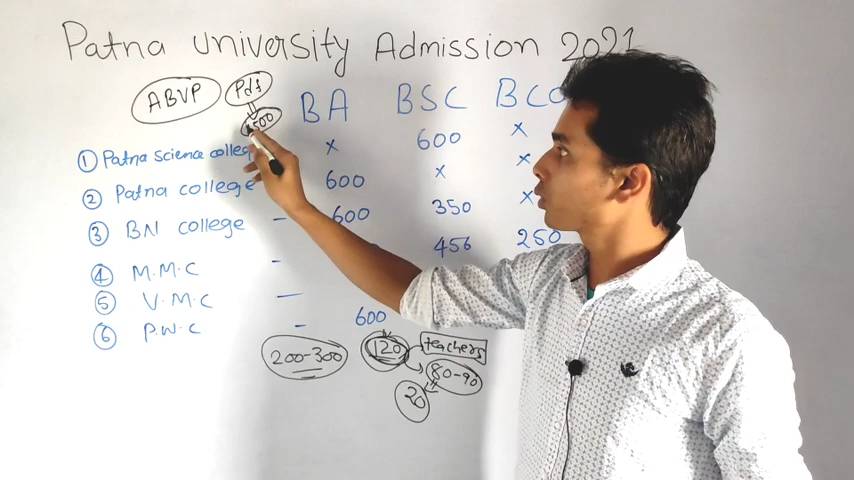 Patna University Admission 2021
ABVP Pdf
BA BSC BCO
① Patna science colleg × 600 ×
② Patna college 600 × ×
③ BN college – 600 350 ×
④ M.M.C - 456 250
⑤ V.M.C —
⑥ P.W.C – 600
200-300 120 teachers
80-90
20